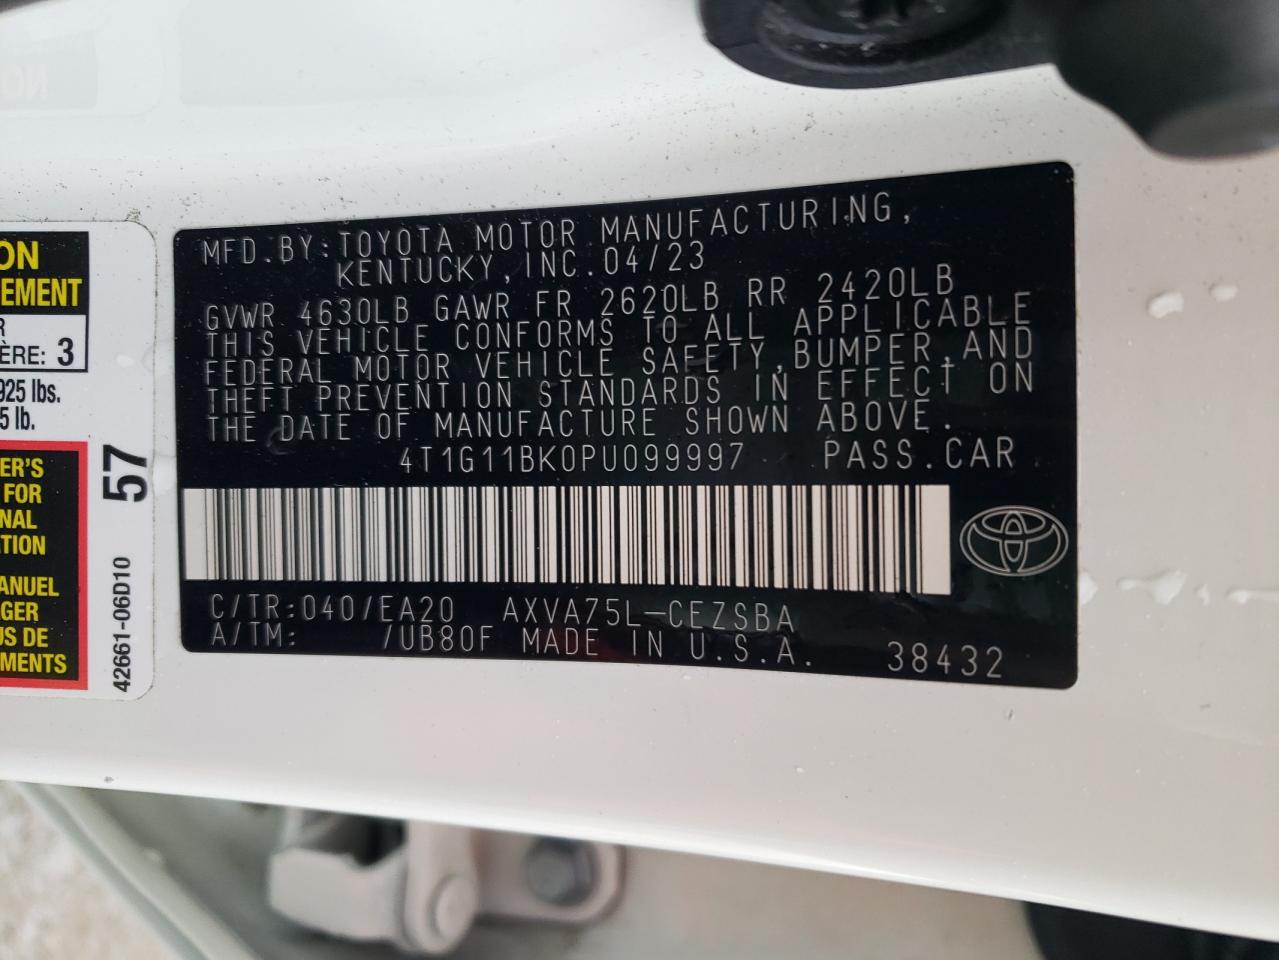 MFD.BY:TOYOTA MOTOR MANUFACTURING,
KENTUCKY,INC.04/23
GVWR 4630LB GAWR FR 2620LB RR 2420LB
THIS VEHICLE CONFORMS TO ALL APPLICABLE
FEDERAL MOTOR VEHICLE SAFETY,BUMPER,AND
THEFT PREVENTION STANDARDS IN EFFECT ON
THE DATE OF MANUFACTURE SHOWN ABOVE.
4T1G11BK0PU099997 PASS.CAR
C/TR:040/EA20 AXVA75L-CEZSBA
A/TM: /UB80F MADE IN U.S.A. 38432
ON
EMENT
R
ÈRE: 3
925 lbs.
5 lb.
ER'S
FOR
NAL
TION
ANUEL
GER
US DE
MENTS
57
42661-06D10